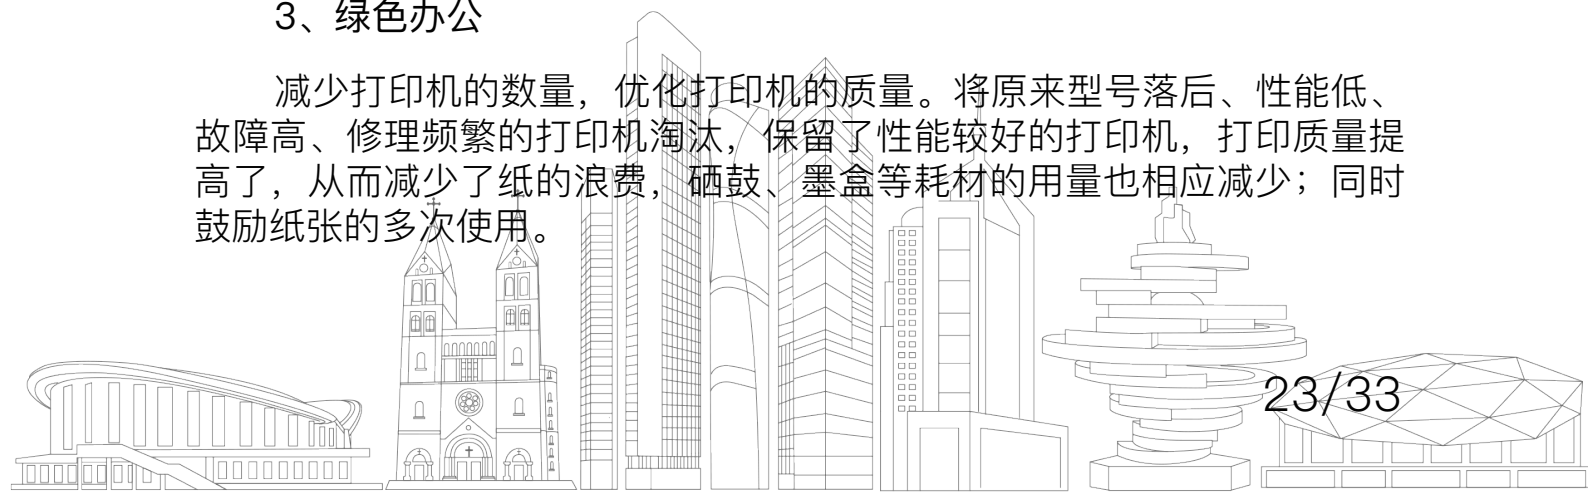 3、绿色办公
减少打印机的数量，优化打印机的质量。将原来型号落后、性能低、
故障高、修理频繁的打印机淘汰，保留了性能较好的打印机，打印质量提
高了，从而减少了纸的浪费，硒鼓、墨盒等耗材的用量也相应减少；同时
鼓励纸张的多次使用。
23/33